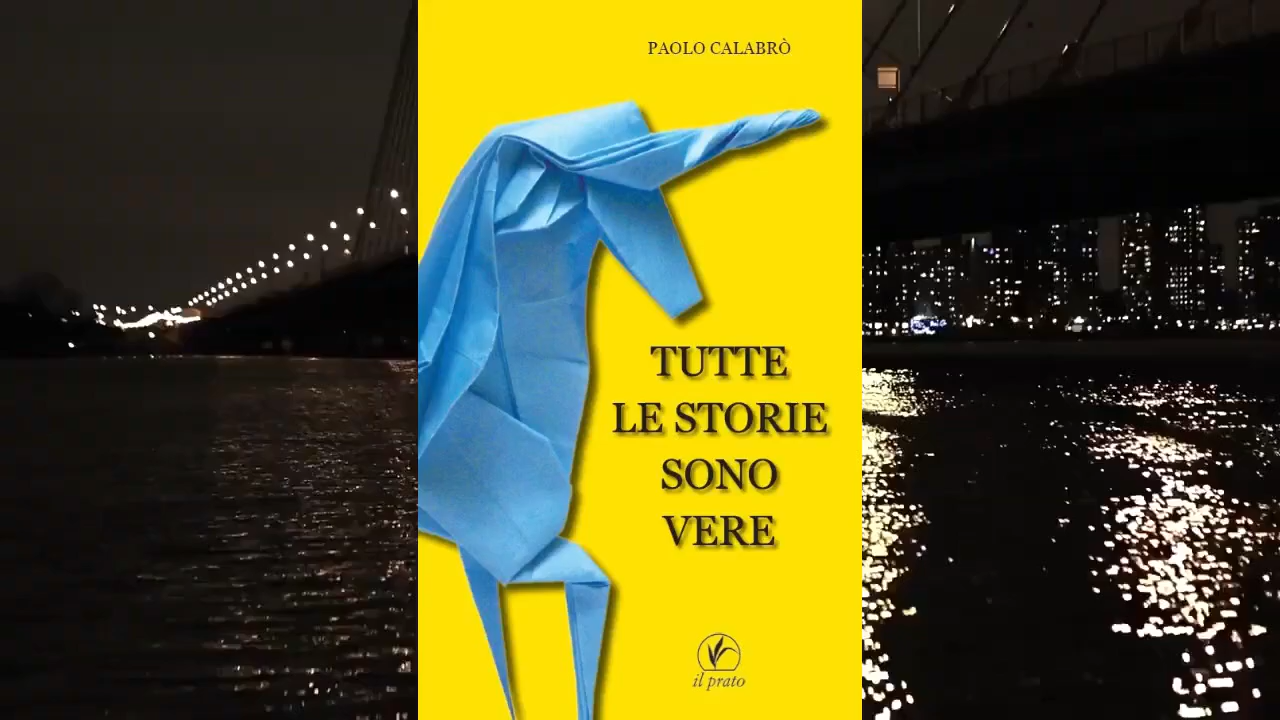 PAOLO CALABRÒ
TUTTE
LE STORIE
SONO
VERE
il prato